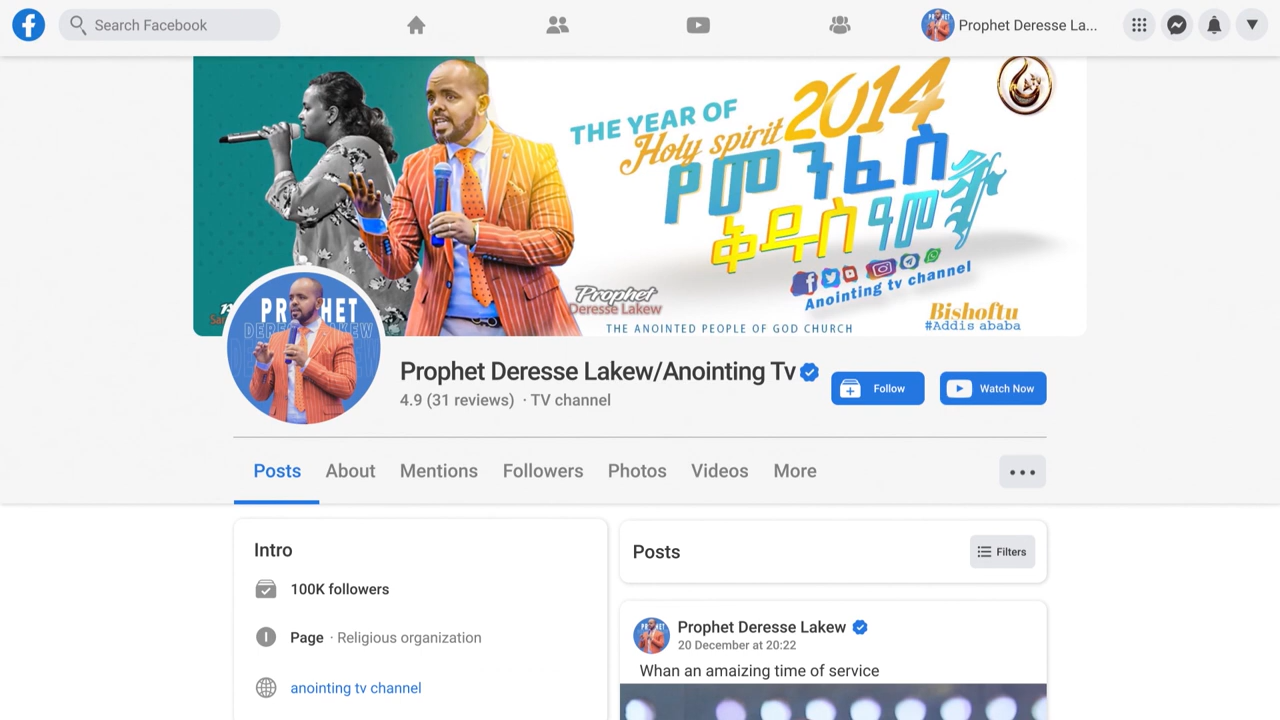 Search Facebook
Prophet Deresse La...
THE YEAR OF
Holy spirit 2014
የመንፈስ
ቅዱስ ዓመት
Anointing tv channel
Prophet
Deresse Lakew
THE ANOINTED PEOPLE OF GOD CHURCH
Bishoftu
#Addis ababa
PROPHET
Prophet Deresse Lakew/Anointing Tv
4.9 (31 reviews) · TV channel
Follow
Watch Now
Posts
About
Mentions
Followers
Photos
Videos
More
Intro
100K followers
Page · Religious organization
anointing tv channel
Posts
Filters
Prophet Deresse Lakew
20 December at 20:22
Whan an amaizing time of service